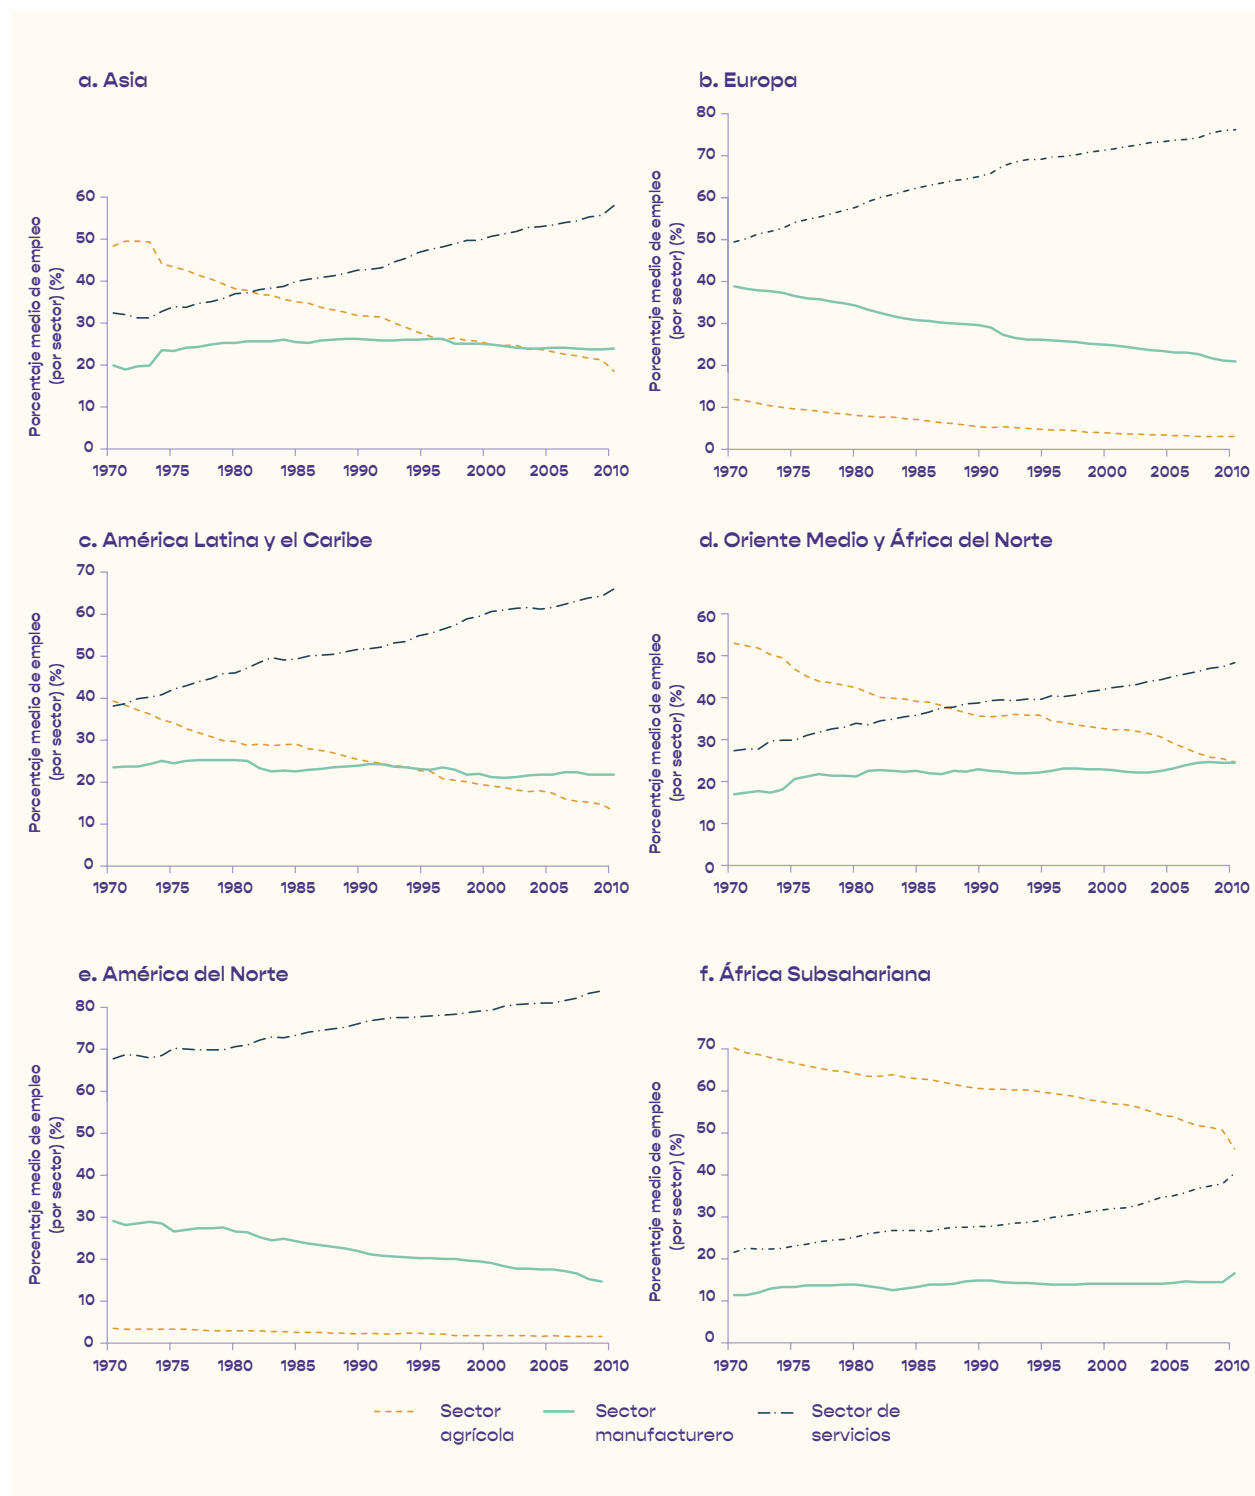 a. Asia
Porcentaje medio de empleo
(por sector) (%)
60
50
40
30
20
10
0
1970 1975 1980 1985 1990 1995 2000 2005 2010
b. Europa
Porcentaje medio de empleo
(por sector) (%)
80
70
60
50
40
30
20
10
0
1970 1975 1980 1985 1990 1995 2000 2005 2010
c. América Latina y el Caribe
Porcentaje medio de empleo
(por sector) (%)
70
60
50
40
30
20
10
0
1970 1975 1980 1985 1990 1995 2000 2005 2010
d. Oriente Medio y África del Norte
Porcentaje medio de empleo
(por sector) (%)
60
50
40
30
20
10
0
1970 1975 1980 1985 1990 1995 2000 2005 2010
e. América del Norte
Porcentaje medio de empleo
(por sector) (%)
80
70
60
50
40
30
20
10
0
1970 1975 1980 1985 1990 1995 2000 2005 2010
f. África Subsahariana
Porcentaje medio de empleo
(por sector) (%)
70
60
50
40
30
20
10
0
1970 1975 1980 1985 1990 1995 2000 2005 2010
Sector
agrícola
Sector
manufacturero
Sector de
servicios